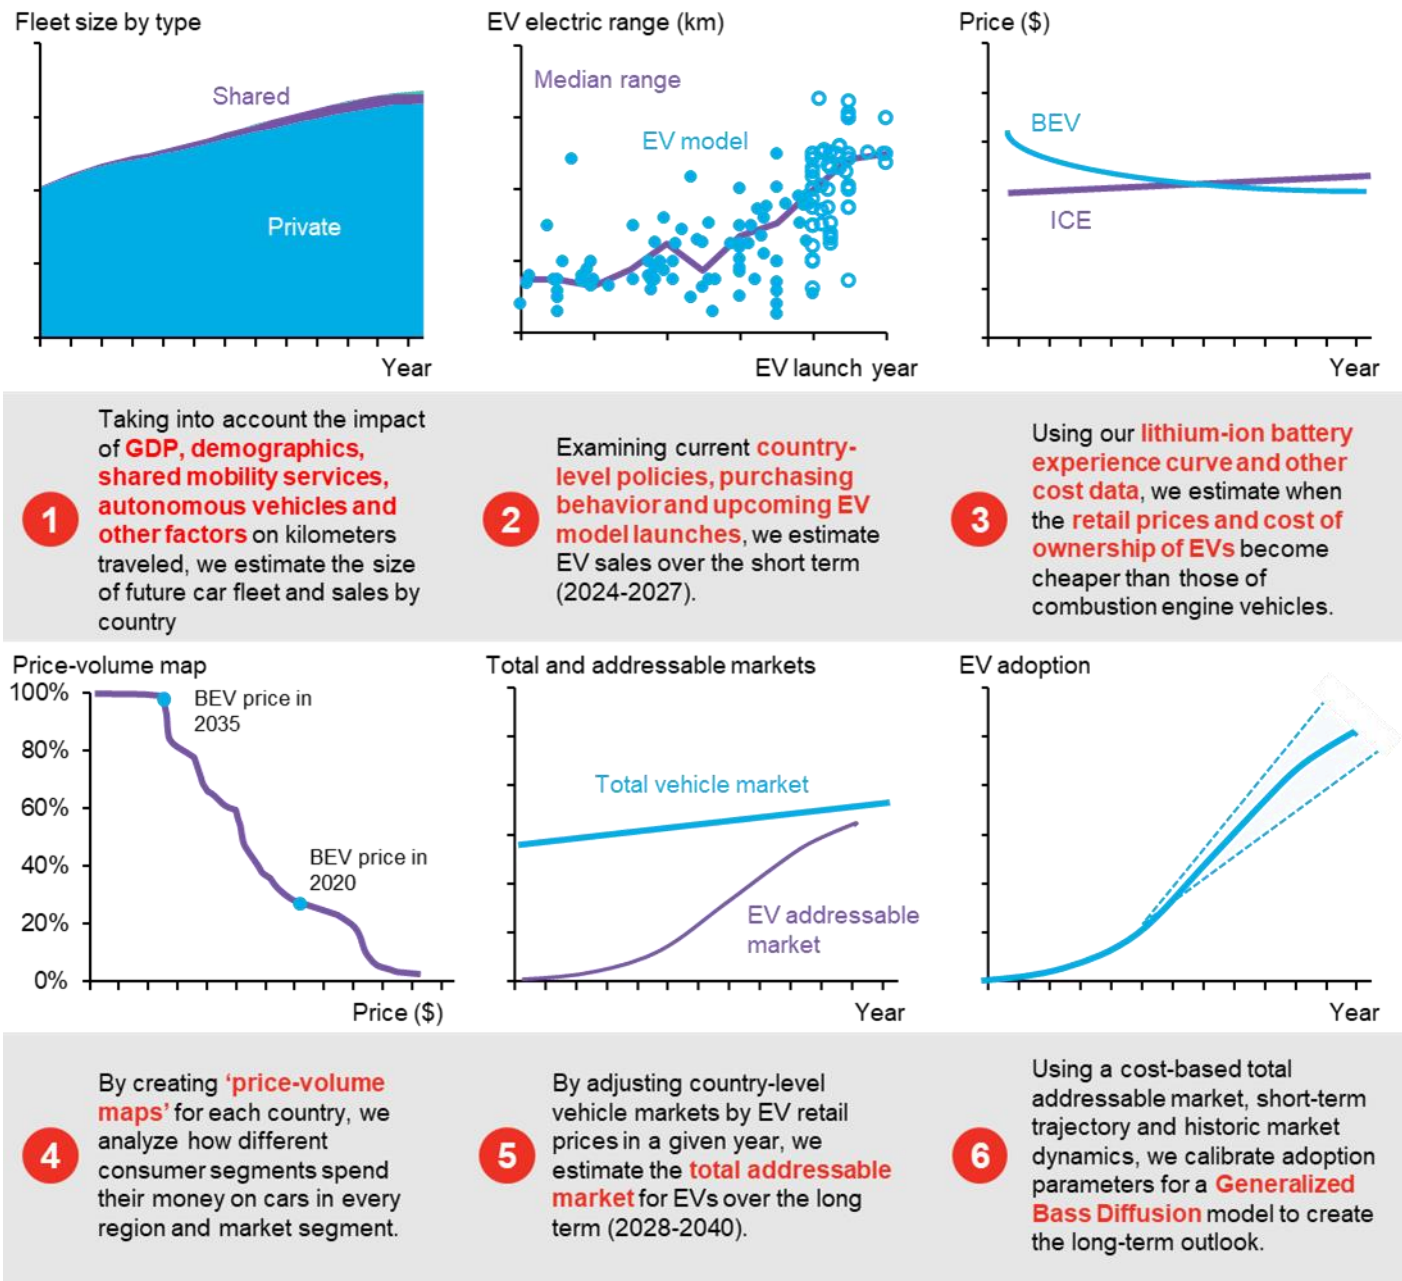 Fleet size by type
Shared
Private
Year
EV electric range (km)
Median range
EV model
EV launch year
Price ($)
BEV
ICE
Year
1
Taking into account the impact
of GDP, demographics,
shared mobility services,
autonomous vehicles and
other factors on kilometers
traveled, we estimate the size
of future car fleet and sales by
country
2
Examining current country-
level policies, purchasing
behavior and upcoming EV
model launches, we estimate
EV sales over the short term
(2024-2027).
3
Using our lithium-ion battery
experience curve and other
cost data, we estimate when
the retail prices and cost of
ownership of EVs become
cheaper than those of
combustion engine vehicles.
Price-volume map
100%
80%
60%
40%
20%
0%
BEV price in
2035
BEV price in
2020
Price ($)
Total and addressable markets
Total vehicle market
EV addressable
market
Year
EV adoption
Year
4
By creating ‘price-volume
maps’ for each country, we
analyze how different
consumer segments spend
their money on cars in every
region and market segment.
5
By adjusting country-level
vehicle markets by EV retail
prices in a given year, we
estimate the total addressable
market for EVs over the long
term (2028-2040).
6
Using a cost-based total
addressable market, short-term
trajectory and historic market
dynamics, we calibrate adoption
parameters for a Generalized
Bass Diffusion model to create
the long-term outlook.